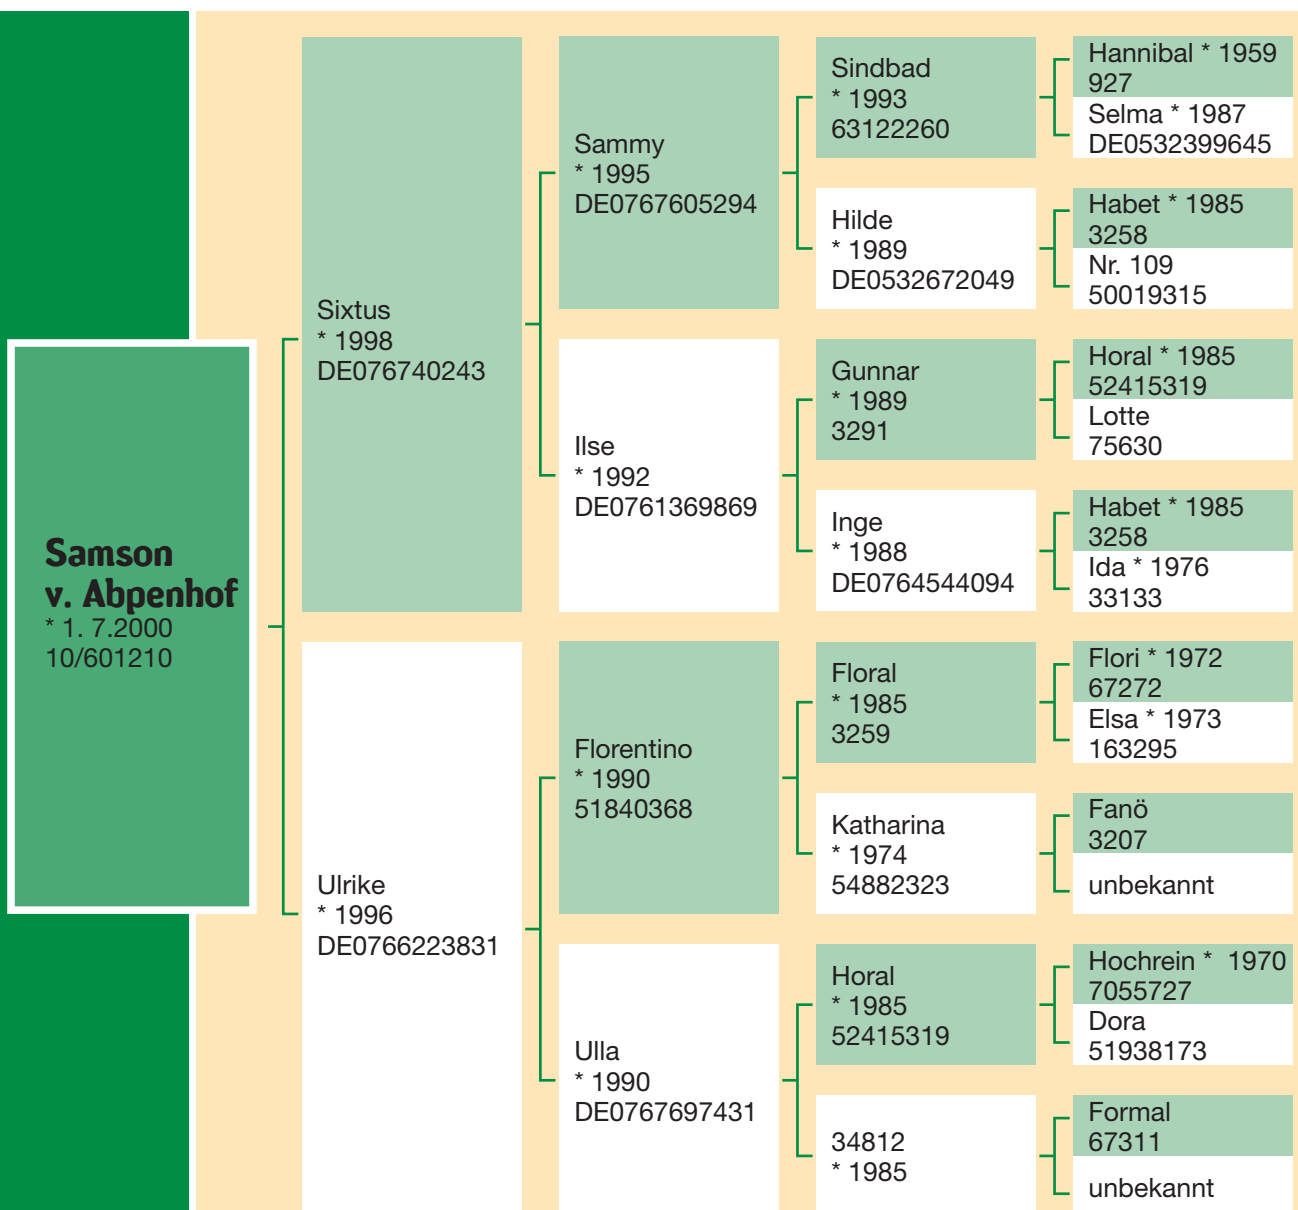 Samson
v. Abpenhof
* 1. 7.2000
10/601210
Sixtus
* 1998
DE076740243
Ulrike
* 1996
DE0766223831
Sammy
* 1995
DE0767605294
Ilse
* 1992
DE0761369869
Florentino
* 1990
51840368
Ulla
* 1990
DE0767697431
Sindbad
* 1993
63122260
Hilde
* 1989
DE0532672049
Gunnar
* 1989
3291
Inge
* 1988
DE0764544094
Floral
* 1985
3259
Katharina
* 1974
54882323
Horal
* 1985
52415319
34812
* 1985
Hannibal * 1959
927
Selma * 1987
DE0532399645
Habet * 1985
3258
Nr. 109
50019315
Horal * 1985
52415319
Lotte
75630
Habet * 1985
3258
Ida * 1976
33133
Flori * 1972
67272
Elsa * 1973
163295
Fanö
3207
unbekannt
Hochrein * 1970
7055727
Dora
51938173
Formal
67311
unbekannt